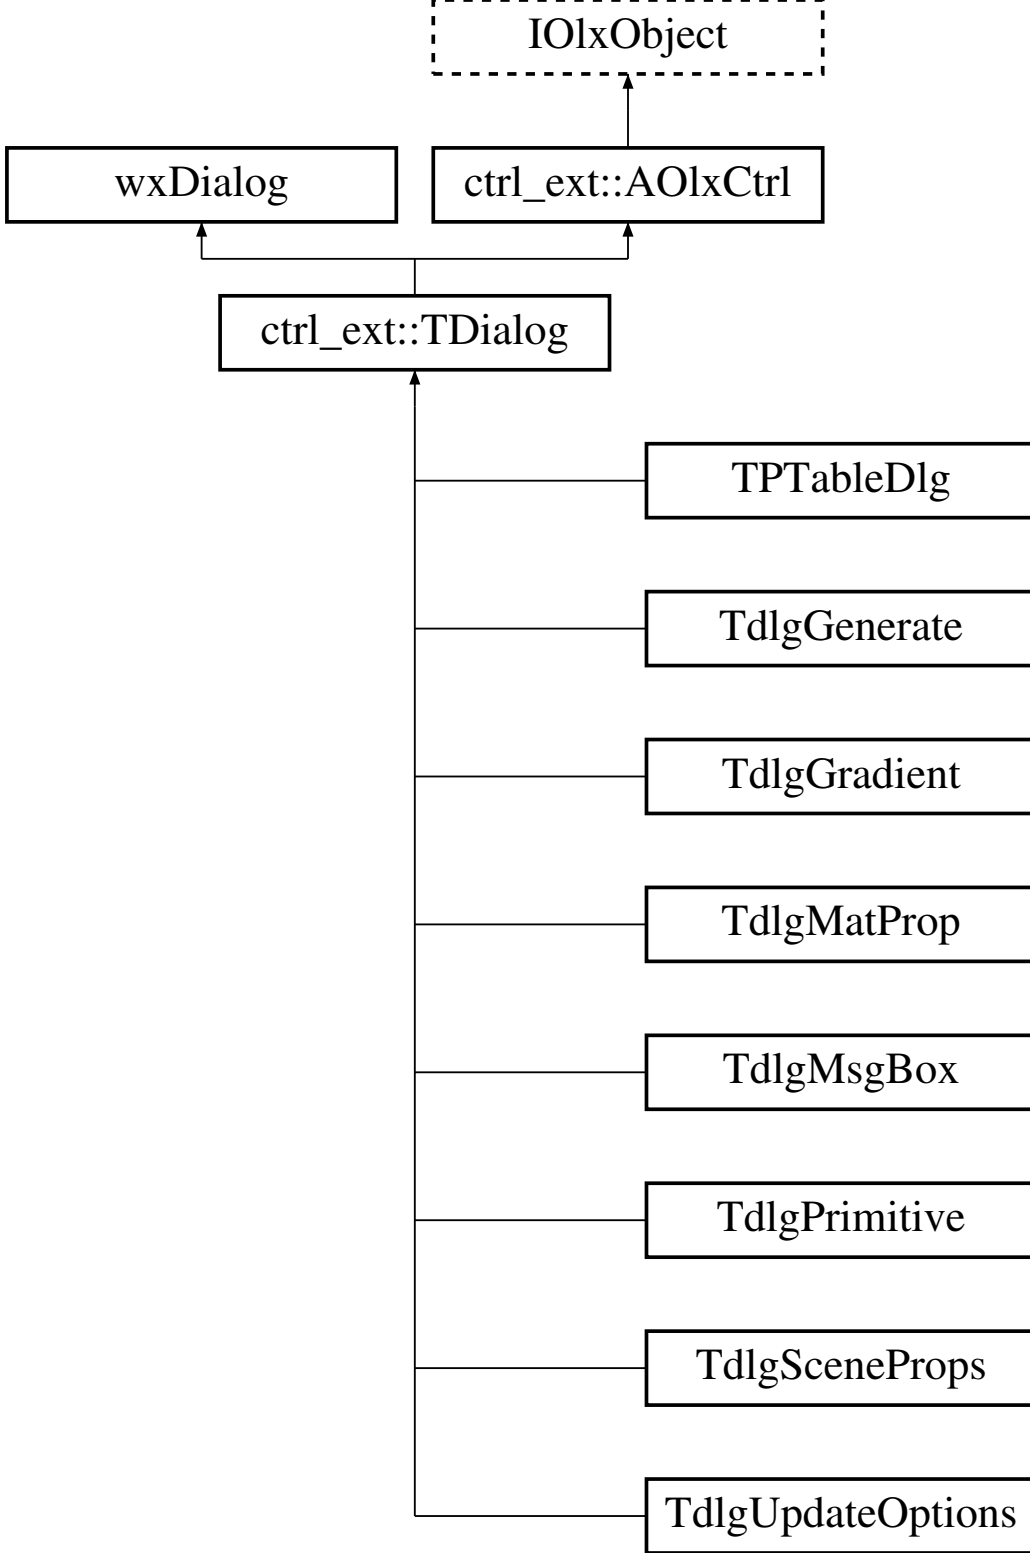 IOlxObject
wxDialog
ctrl_ext::AOlxCtrl
ctrl_ext::TDialog
TPTableDlg
TdlgGenerate
TdlgGradient
TdlgMatProp
TdlgMsgBox
TdlgPrimitive
TdlgSceneProps
TdlgUpdateOptions